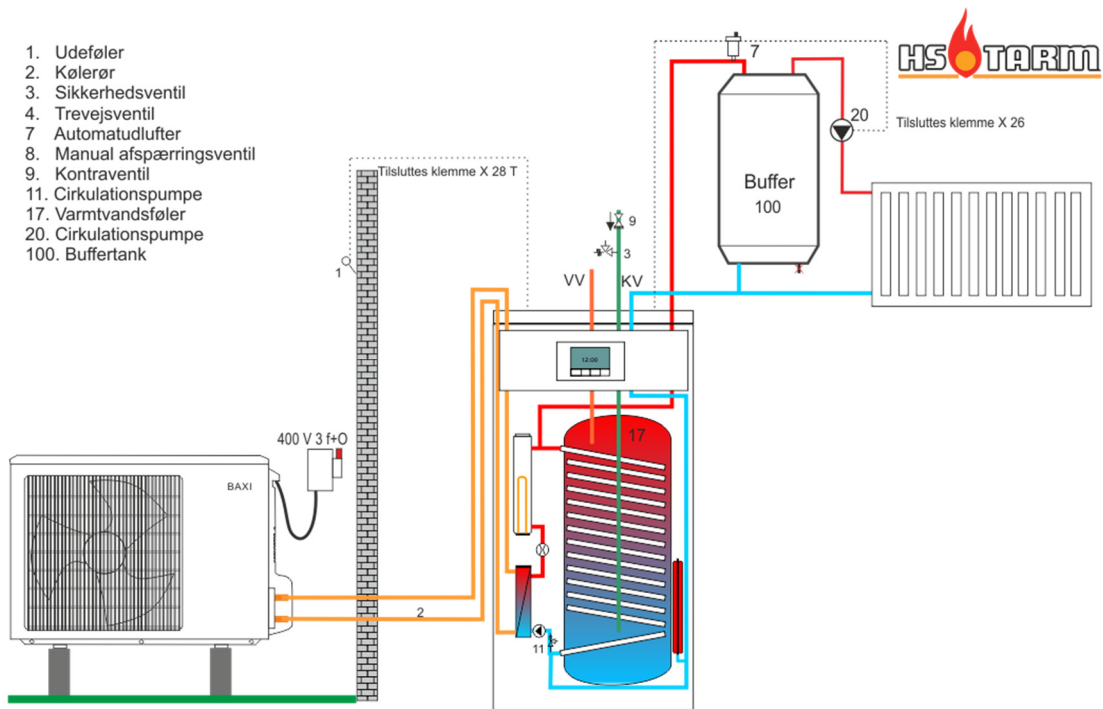 1. Udeføler
2. Kølerør
3. Sikkerhedsventil
4. Trevejsventil
7 Automatudlufter
8. Manual afspærringsventil
9. Kontraventil
11. Cirkulationspumpe
17. Varmtvandsføler
20. Cirkulationspumpe
100. Buffertank
HS TARM
7
20
Tilsluttes klemme X 26
Tilsluttes klemme X 28 T
Buffer
100
9
3
1
VV
KV
12:00
17
400 V 3 f+O
BAXI
2
11